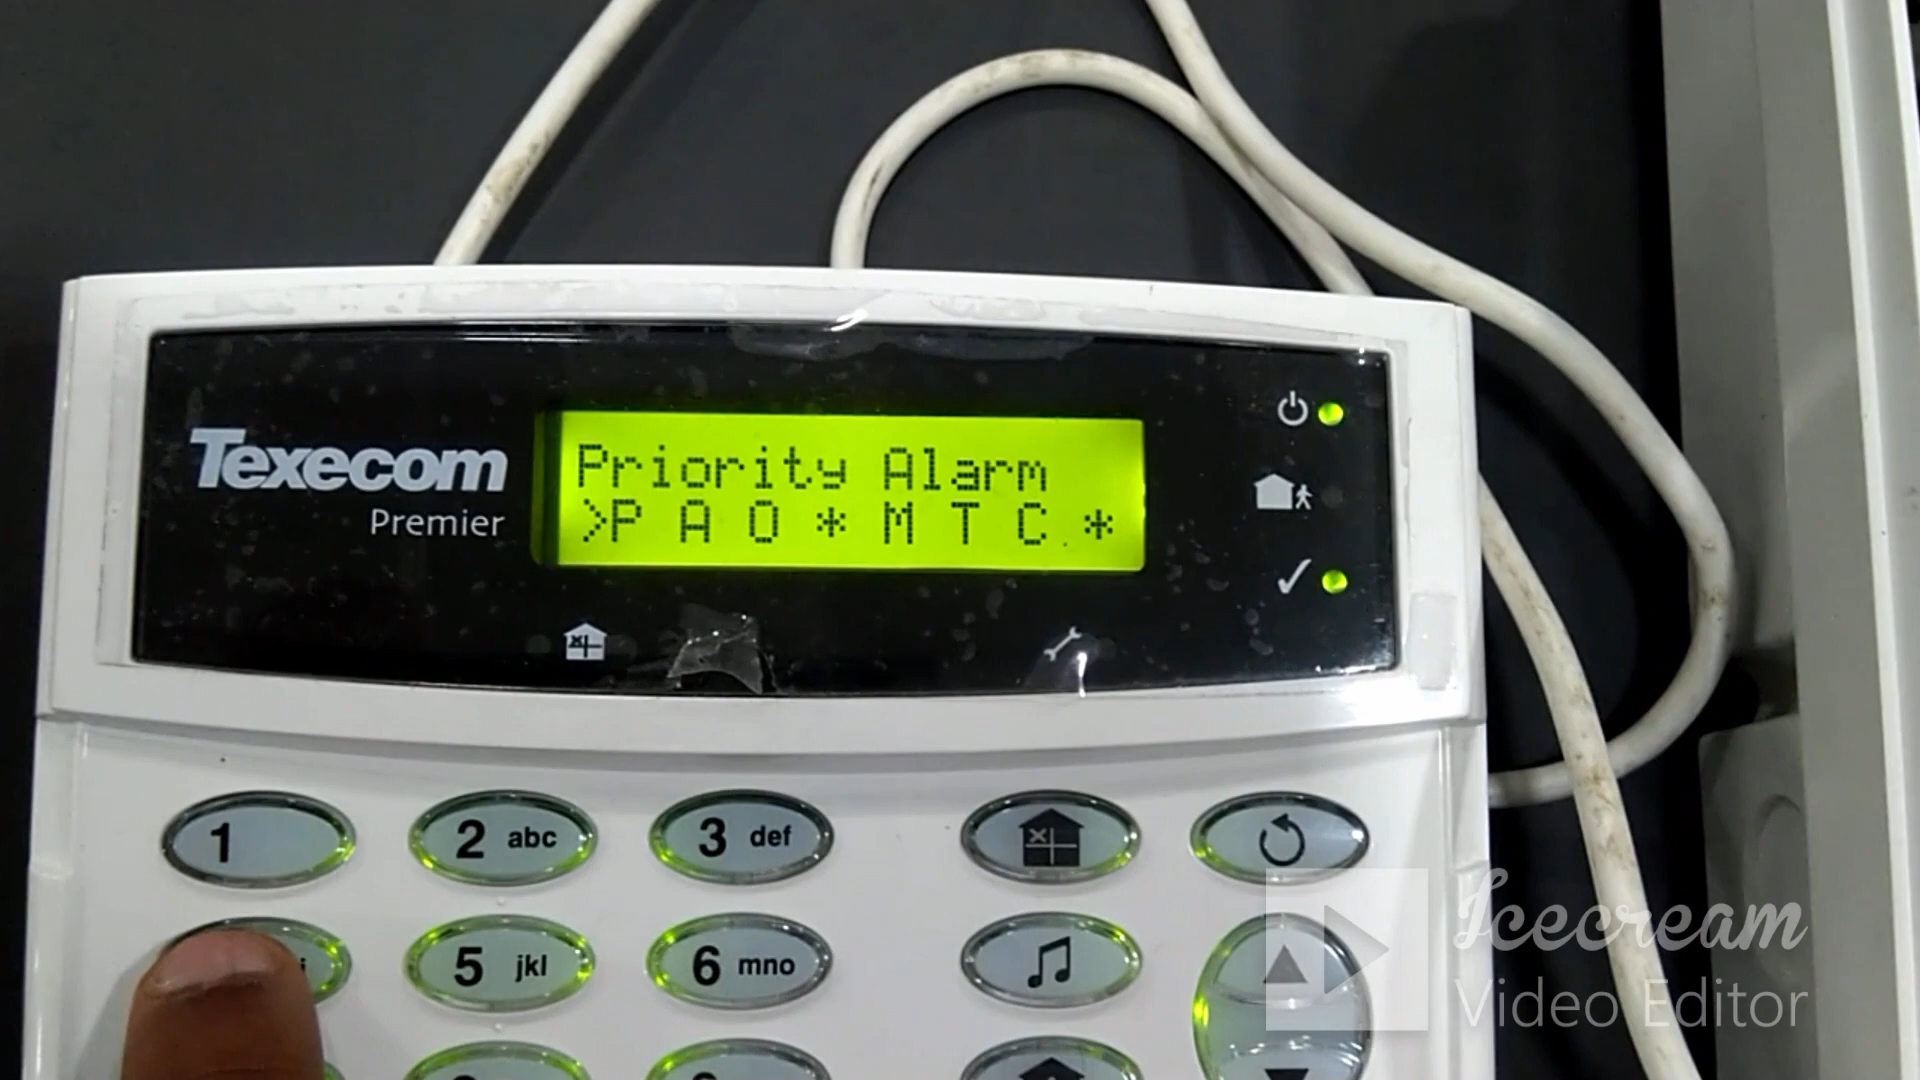 Texecom
Premier
Priority Alarm
>P A O * M T C . *
1
2 abc
3 def
5 jkl
6 mno
Icecream
Video Editor